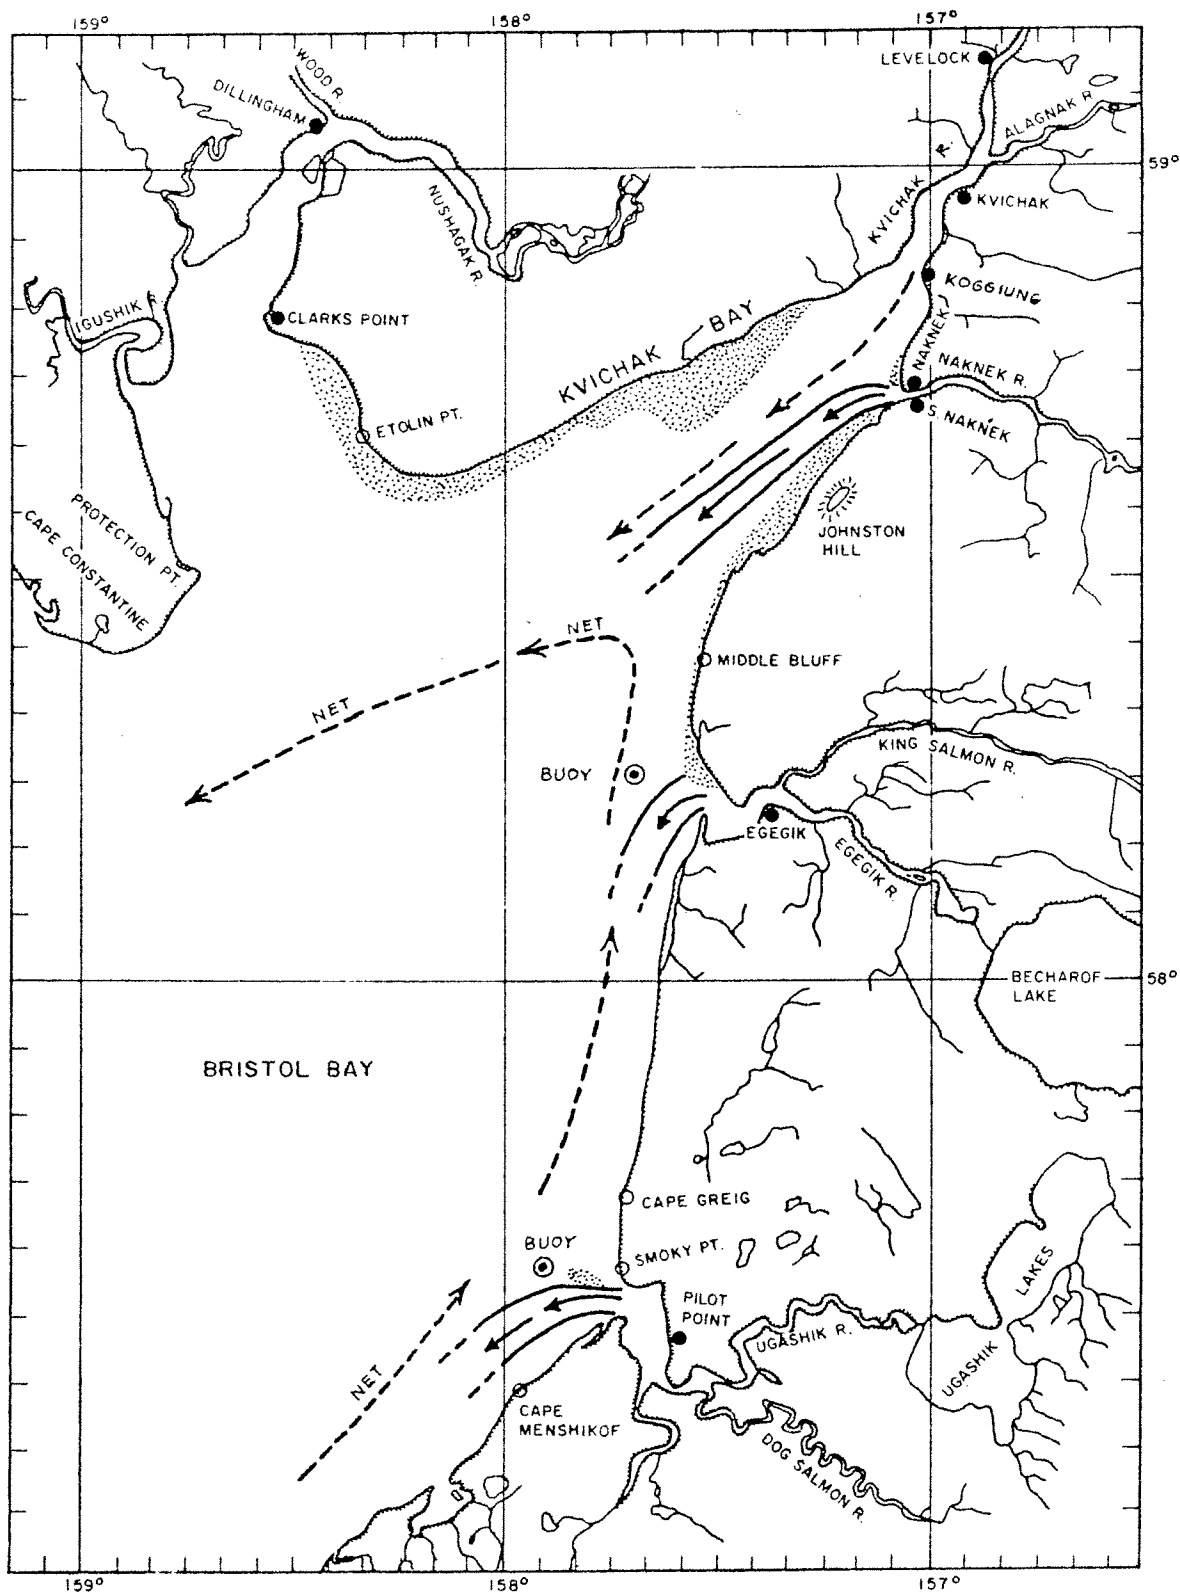 159°
158°
157°
LEVELOCK
WOOD R.
DILLINGHAM
ALAGNAK R.
59°
KVICHAK R.
KVICHAK
NUSHAGAK R.
KOGGIUNG
IGUSHIK R.
CLARKS POINT
KVICHAK BAY
NAKNEK
NAKNEK R.
S. NAKNEK
ETOLIN PT.
PROTECTION PT.
CAPE CONSTANTINE
JOHNSTON
HILL
NET
MIDDLE BLUFF
NET
KING SALMON R.
BUOY
EGEGIK
EGEGIK R.
BECHAROF
LAKE
58°
BRISTOL BAY
CAPE GREIG
BUOY
SMOKY PT.
PILOT
POINT
UGASHIK R.
UGASHIK LAKES
NET
CAPE
MENSHIKOF
DOG SALMON R.
159°
158°
157°